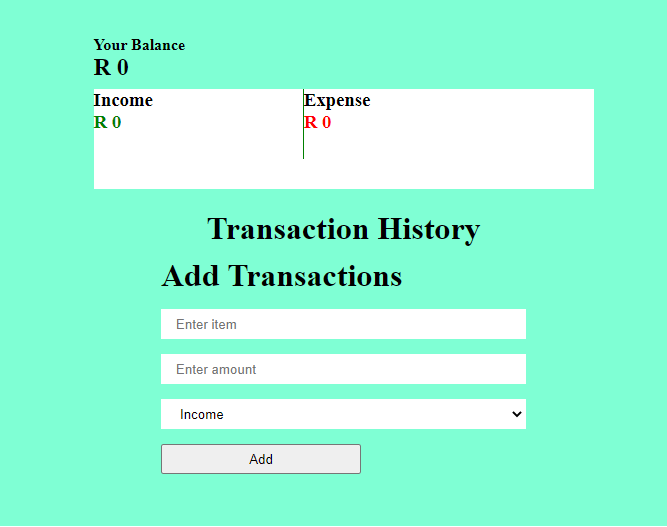 Your Balance
R 0
Income
Expense
R 0
R 0
Transaction History
Add Transactions
Enter item
Enter amount
Income
Add